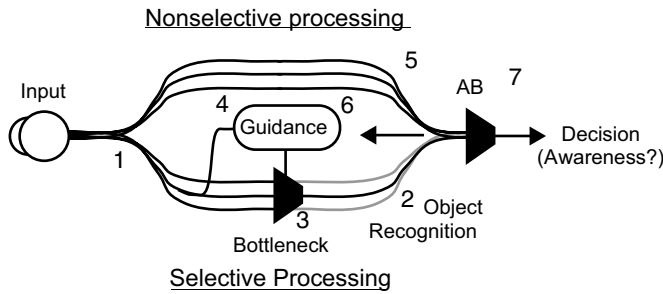 Nonselective processing
5
7
AB
Input
4
6
Guidance
Decision
(Awareness?)
1
2
Object
Recognition
3
Bottleneck
Selective Processing